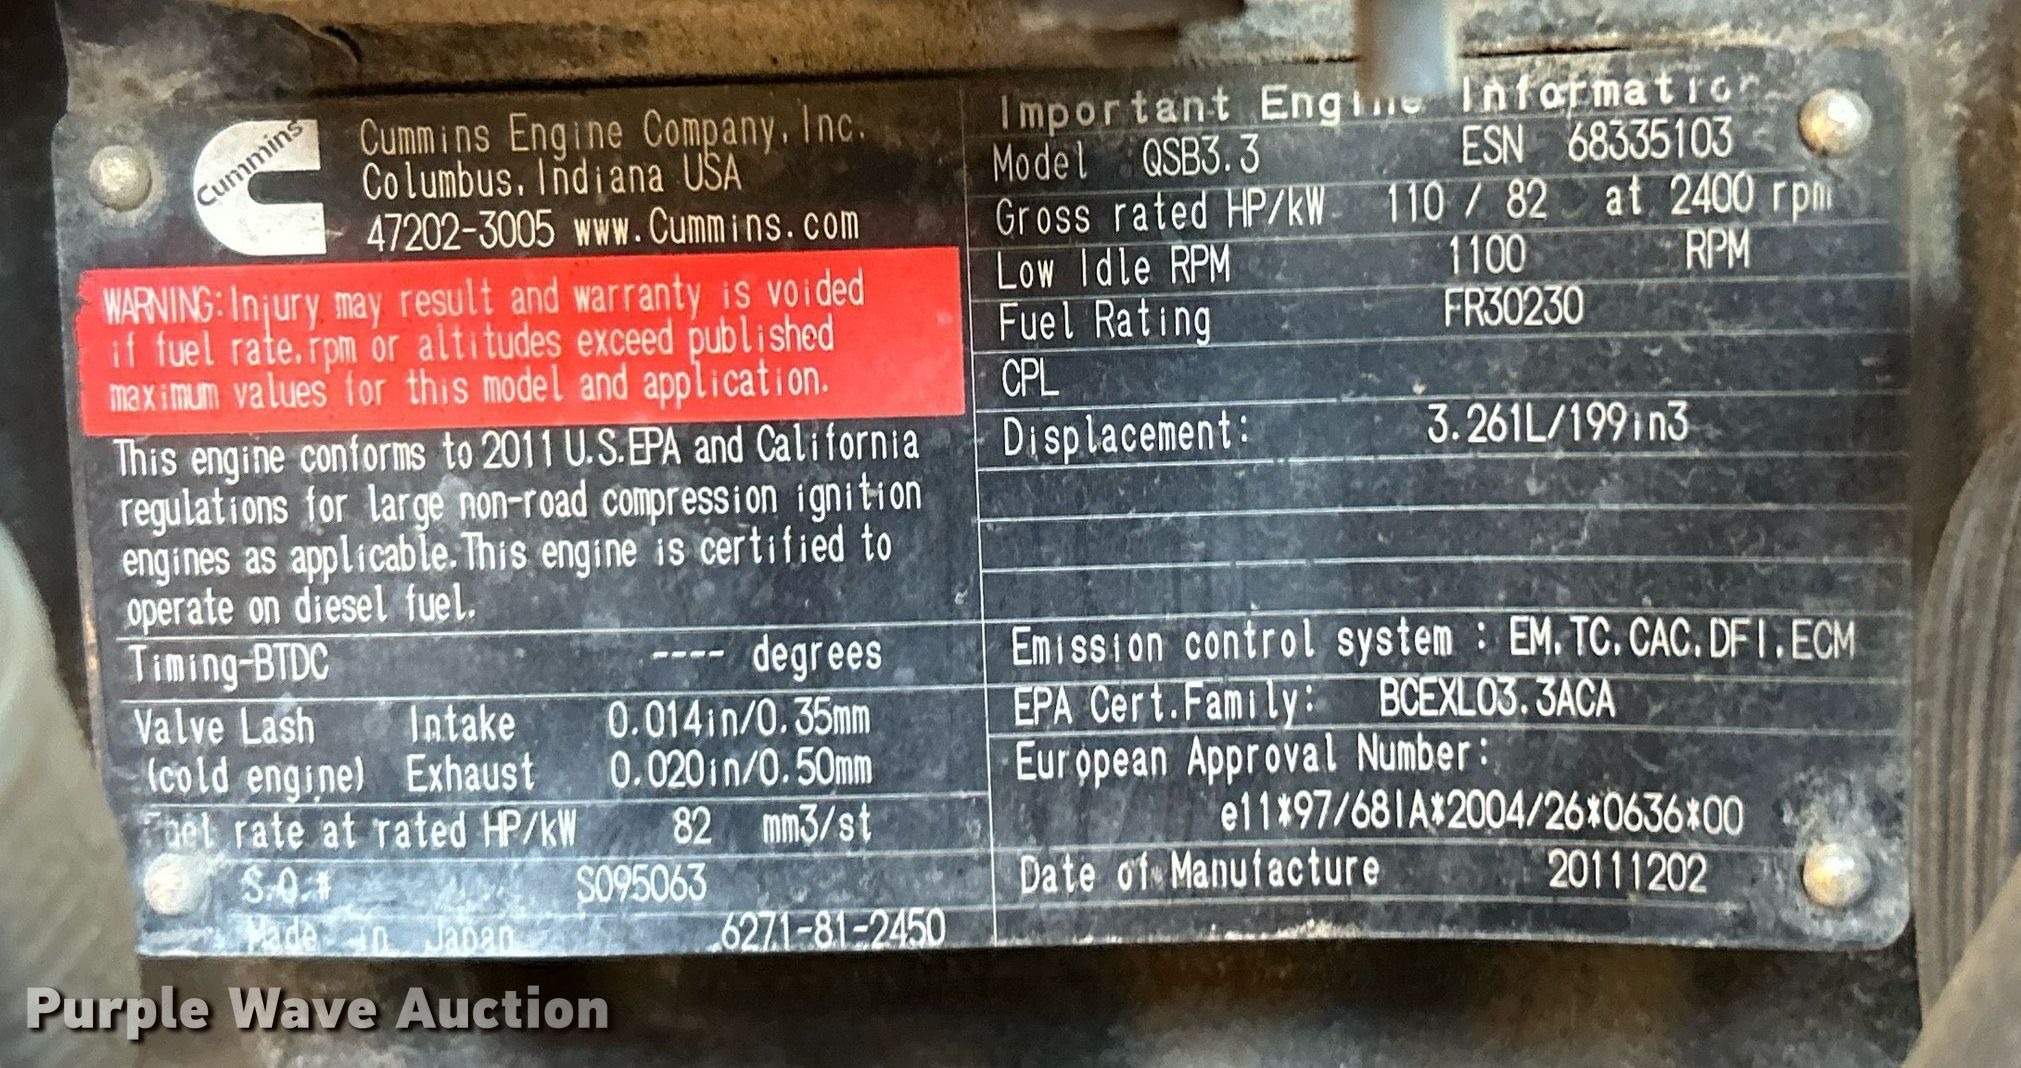 Cummins
Cummins Engine Company, Inc.
Columbus, Indiana USA
47202-3005 www.Cummins.com
WARNING: Injury may result and warranty is voided
if fuel rate, rpm or altitudes exceed published
maximum values for this model and application.
This engine conforms to 2011 U.S.EPA and California
regulations for large non-road compression ignition
engines as applicable. This engine is certified to
operate on diesel fuel.
Timing-BTDC ---- degrees
Valve Lash Intake 0.014in/0.35mm
(cold engine) Exhaust 0.020in/0.50mm
Fuel rate at rated HP/kW 82 mm3/st
S.O.# SO95063
Made in Japan 6271-81-2450
Important Engine Information
Model QSB3.3 ESN 68335103
Gross rated HP/kW 110 / 82 at 2400 rpm
Low Idle RPM 1100 RPM
Fuel Rating FR30230
CPL
Displacement: 3.261L/199in3
Emission control system : EM.TC.CAC.DFI.ECM
EPA Cert.Family: BCEXL03.3ACA
European Approval Number:
e11*97/68IA*2004/26*0636*00
Date of Manufacture 20111202
Purple Wave Auction